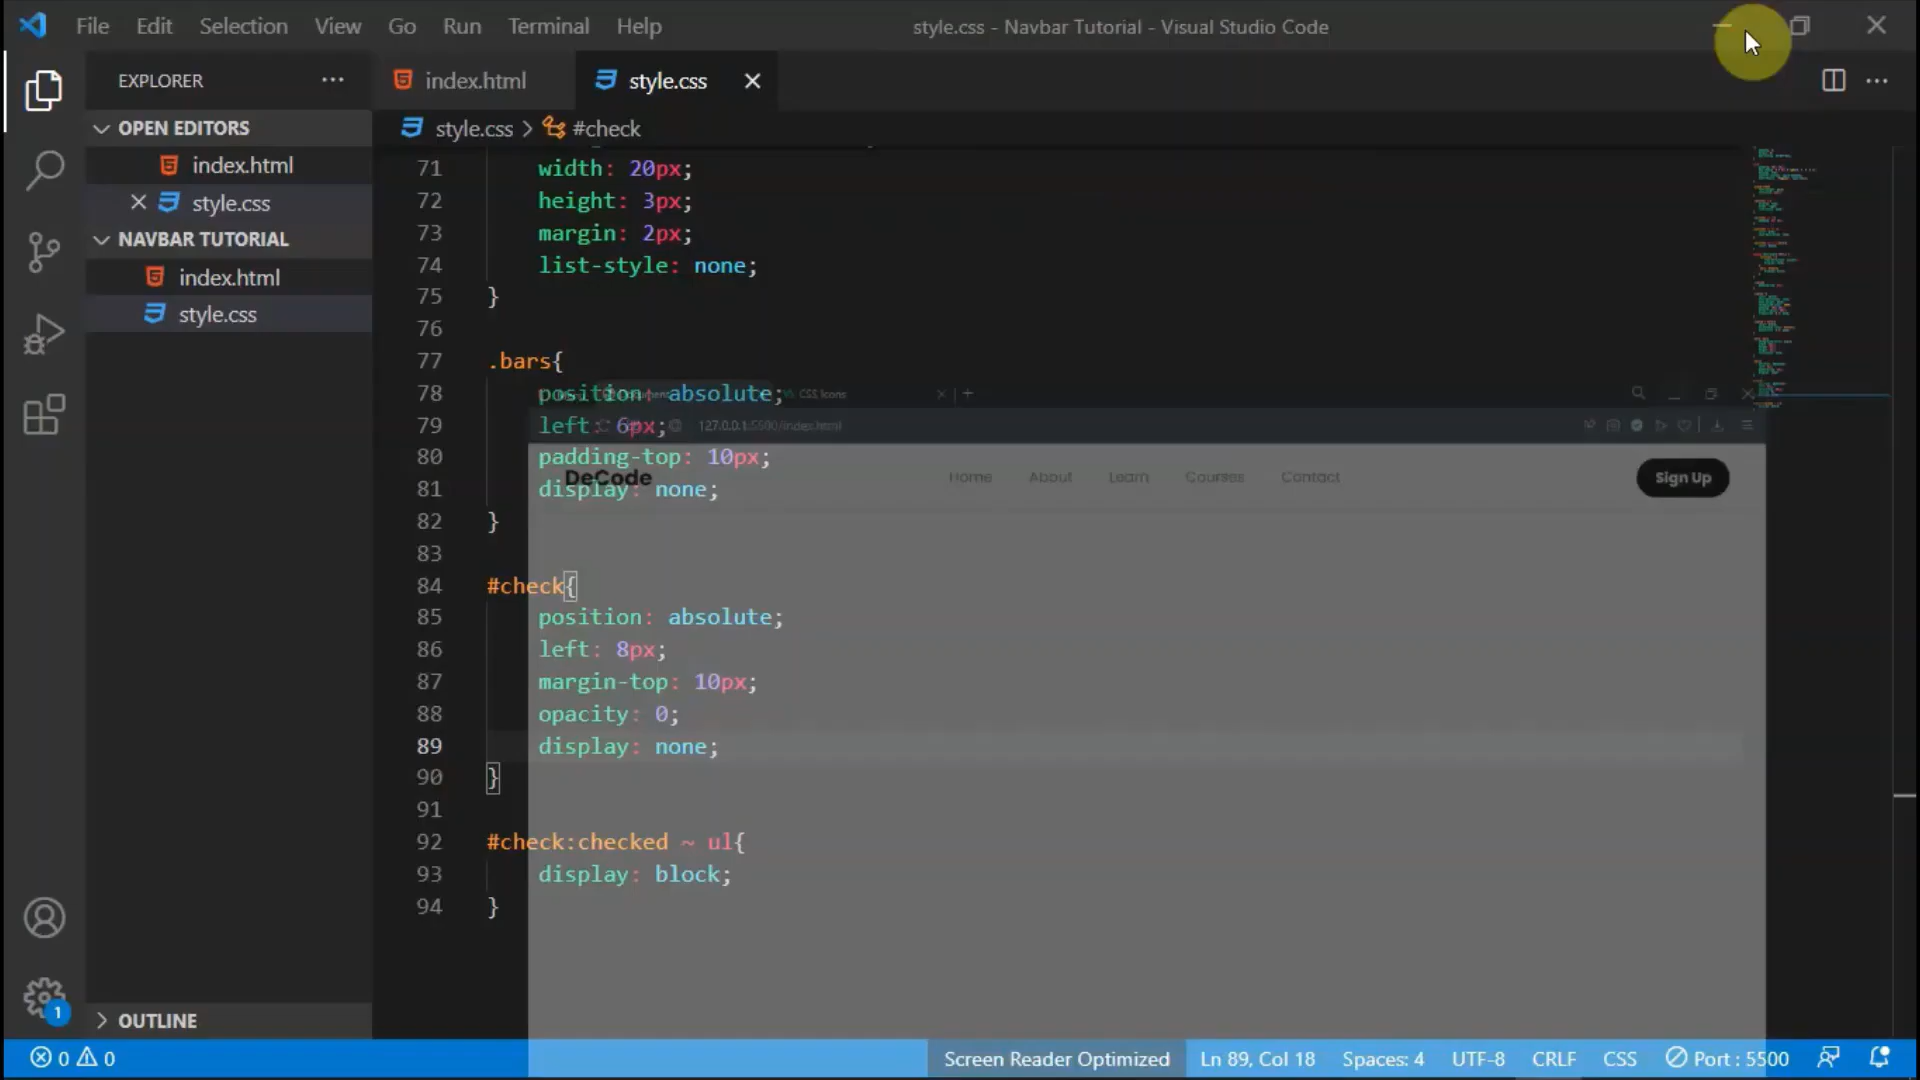 File Edit Selection View Go Run Terminal Help
style.css - Navbar Tutorial - Visual Studio Code
EXPLORER
index.html
style.css
OPEN EDITORS
style.css > #check
index.html
style.css
NAVBAR TUTORIAL
index.html
style.css
71 width: 20px;
72 height: 3px;
73 margin: 2px;
74 list-style: none;
75 }
76
77 .bars{
78 position: absolute;
CSS Icons
79 left: 6px;
127.0.0.1:5500/index.html
80 padding-top: 10px;
DeCode Home About Learn Courses Contact Sign Up
81 display: none;
82 }
83
84 #check{
85 position: absolute;
86 left: 8px;
87 margin-top: 10px;
88 opacity: 0;
89 display: none;
90 }
91
92 #check:checked ~ ul{
93 display: block;
94 }
1
OUTLINE
0 0
Screen Reader Optimized Ln 89, Col 18 Spaces: 4 UTF-8 CRLF CSS Port : 5500